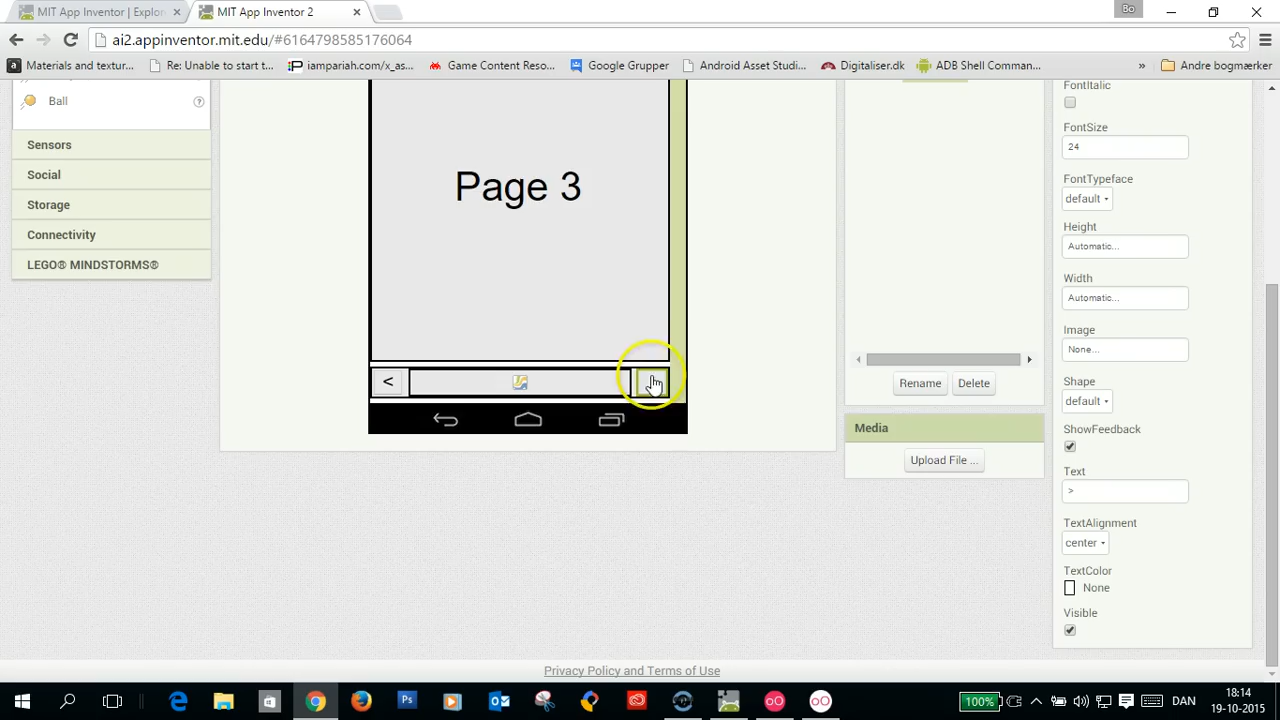 Bo
MIT App Inventor | Explor
MIT App Inventor 2
ai2.appinventor.mit.edu/#6164798585176064
Materials and textur...
Re: Unable to start t...
iampariah.com/x_as...
Game Content Reso...
Google Grupper
Android Asset Studi...
Digitaliser.dk
ADB Shell Comman...
»
Andre bogmærker
Ball
?
Sensors
Social
Storage
Connectivity
LEGO® MINDSTORMS®
Page 3
<
Rename
Delete
Media
Upload File ...
FontItalic
FontSize
24
FontTypeface
default
Height
Automatic...
Width
Automatic...
Image
None...
Shape
default
ShowFeedback
Text
>
TextAlignment
center
TextColor
None
Visible
Privacy Policy and Terms of Use
Ps
100%
DAN
18:14
19-10-2015